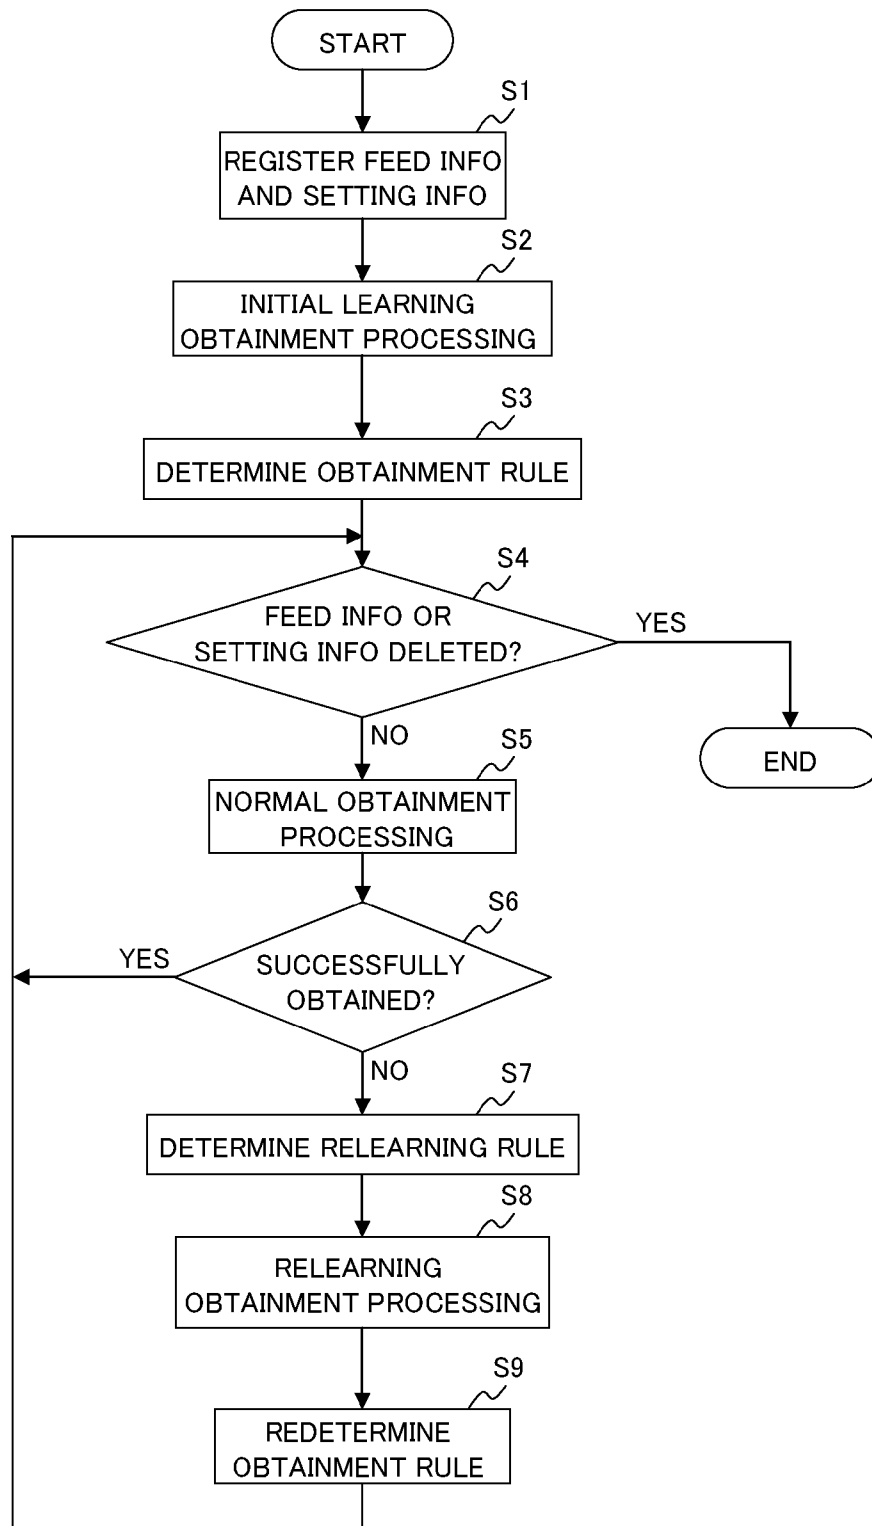 START
S1
REGISTER FEED INFO
AND SETTING INFO
S2
INITIAL LEARNING
OBTAINMENT PROCESSING
S3
DETERMINE OBTAINMENT RULE
S4
FEED INFO OR
SETTING INFO DELETED?
YES
NO
END
S5
NORMAL OBTAINMENT
PROCESSING
S6
SUCCESSFULLY
OBTAINED?
YES
NO
S7
DETERMINE RELEARNING RULE
S8
RELEARNING
OBTAINMENT PROCESSING
S9
REDETERMINE
OBTAINMENT RULE